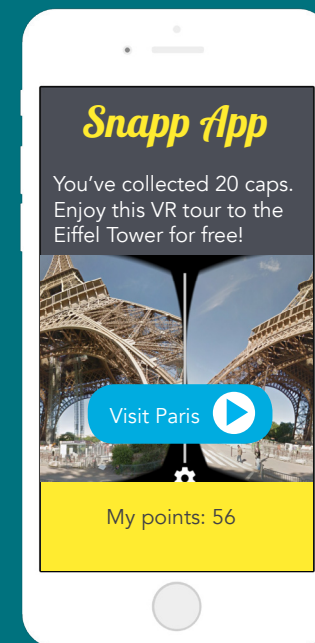 Snapp App
You've collected 20 caps.
Enjoy this VR tour to the
Eiffel Tower for free!
Visit Paris
My points: 56